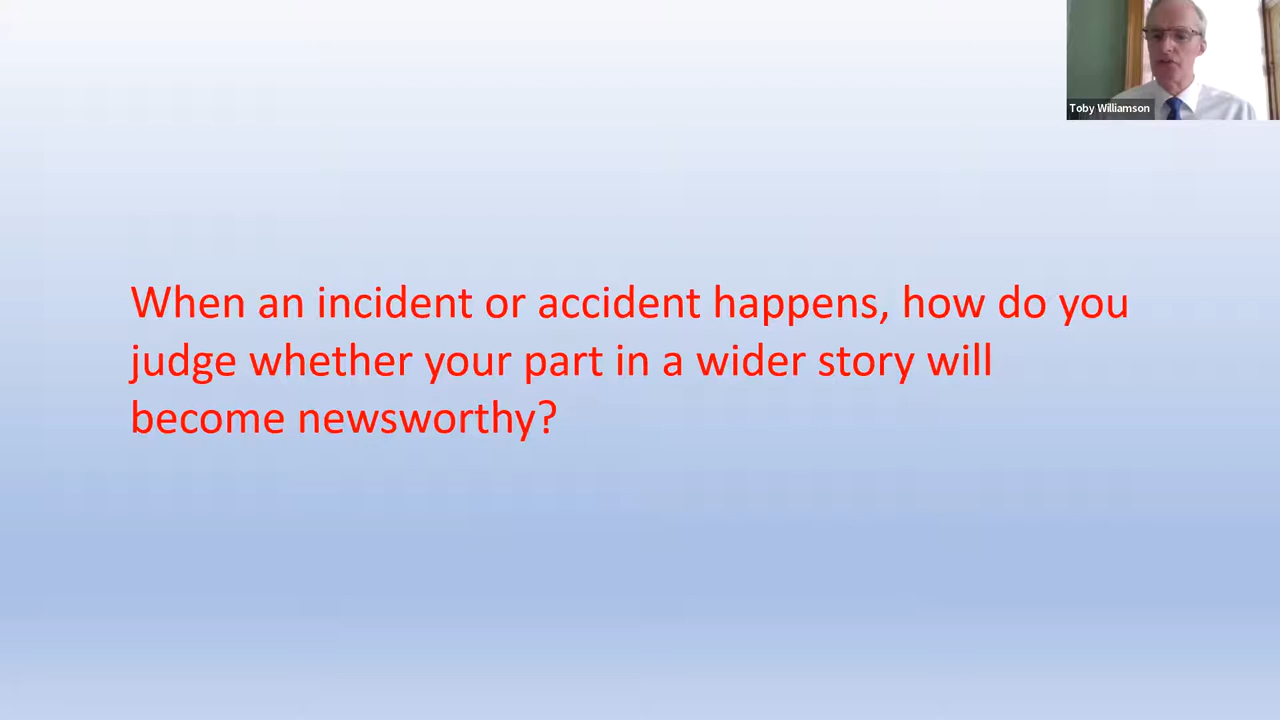 Toby Williamson
When an incident or accident happens, how do you
judge whether your part in a wider story will
become newsworthy?